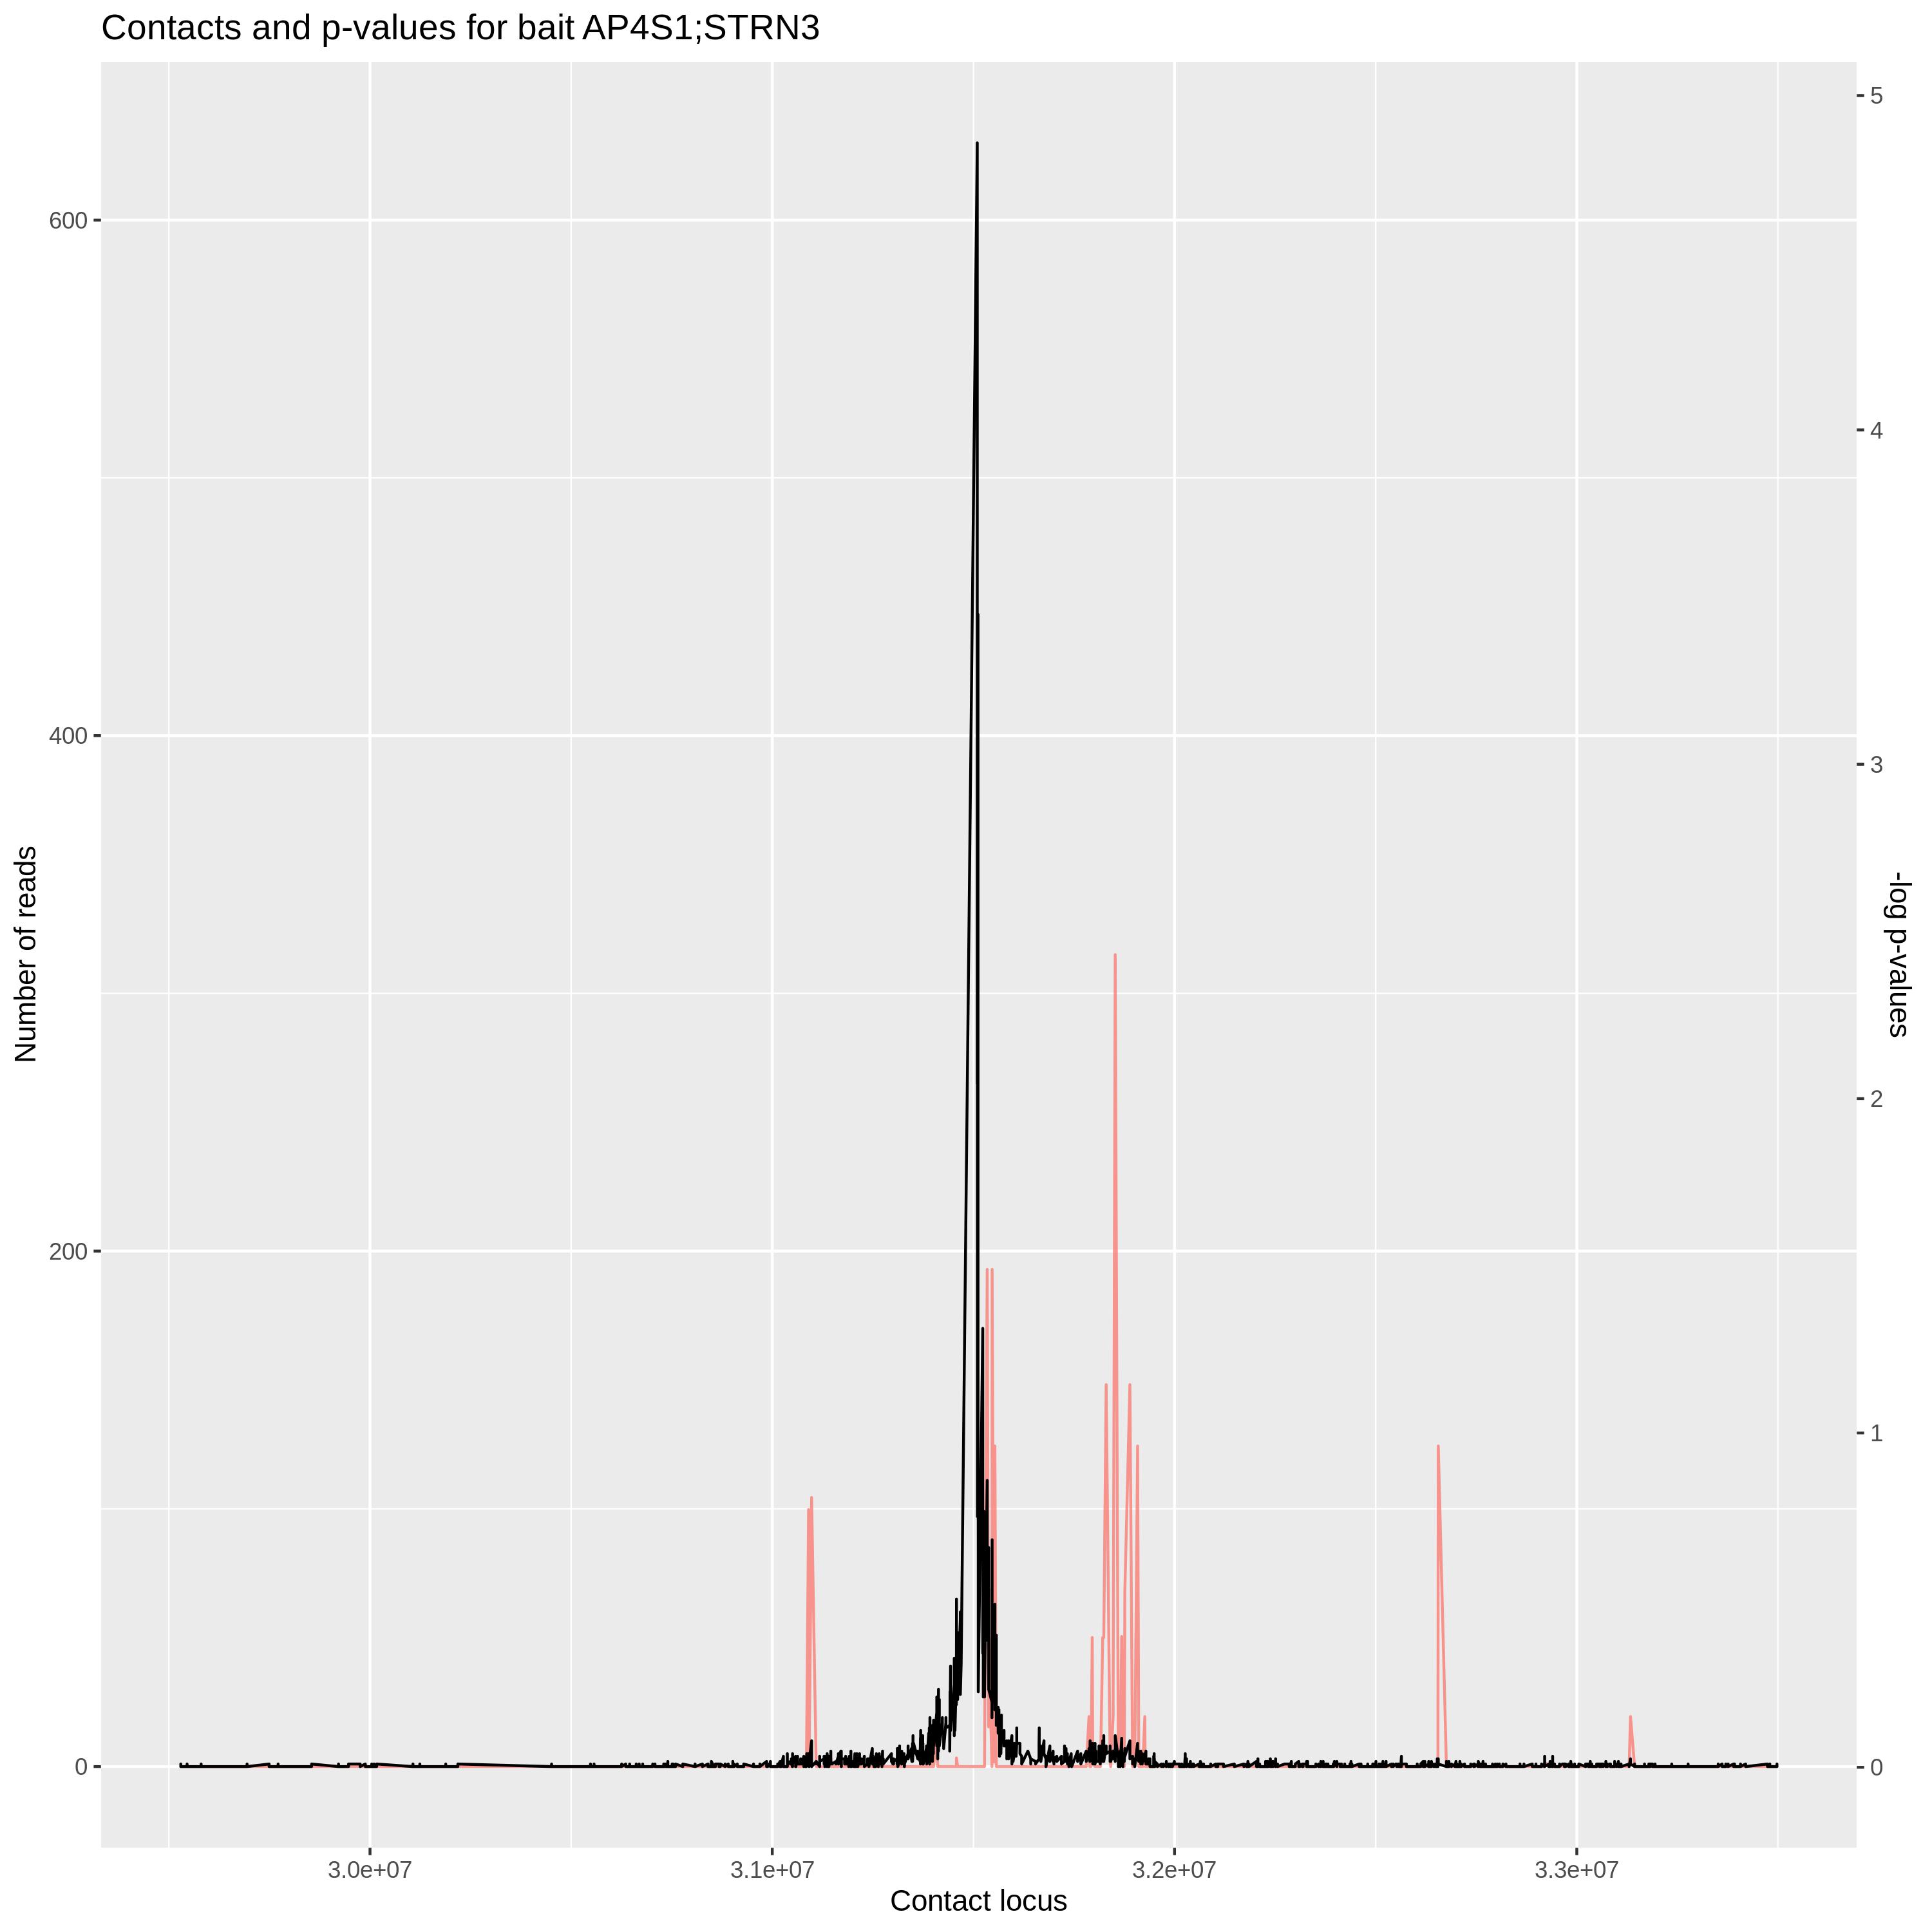 Contacts and p-values for bait AP4S1;STRN3
5
600
4
400
3
Number of reads
-log p-values
2
200
1
0
0
3.0e+07
3.1e+07
3.2e+07
3.3e+07
Contact locus